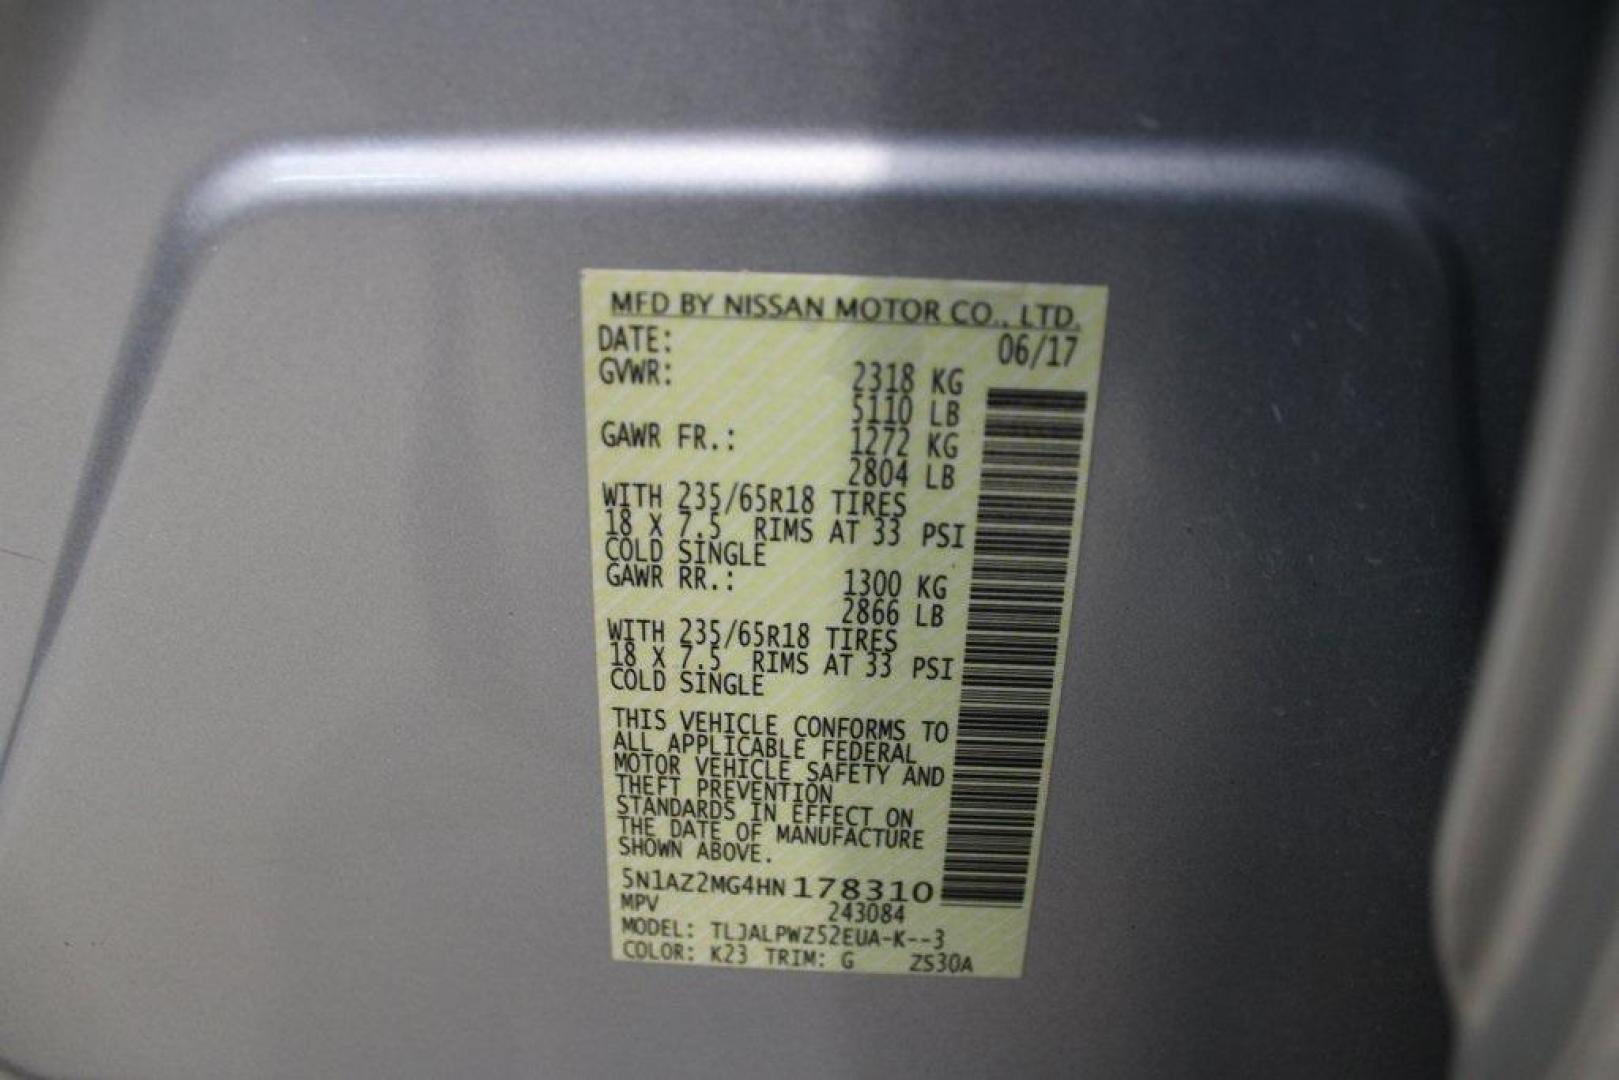 MFD BY NISSAN MOTOR CO., LTD.
DATE: 06/17
GVWR: 2318 KG
5110 LB
GAWR FR.: 1272 KG
2804 LB
WITH 235/65R18 TIRES
18 X 7.5 RIMS AT 33 PSI
COLD SINGLE
GAWR RR.: 1300 KG
2866 LB
WITH 235/65R18 TIRES
18 X 7.5 RIMS AT 33 PSI
COLD SINGLE
THIS VEHICLE CONFORMS TO
ALL APPLICABLE FEDERAL
MOTOR VEHICLE SAFETY AND
THEFT PREVENTION
STANDARDS IN EFFECT ON
THE DATE OF MANUFACTURE
SHOWN ABOVE.
5N1AZ2MG4HN178310
MPV 243084
MODEL: TLJALPWZ52EUA-K--3
COLOR: K23 TRIM: G ZS30A